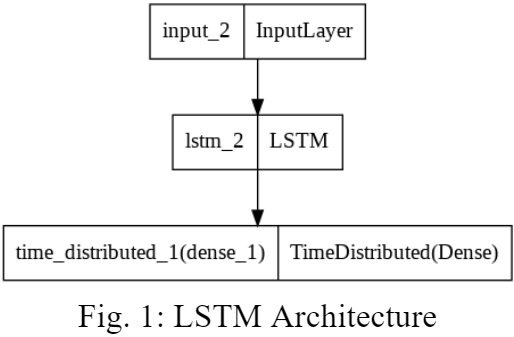 input_2 InputLayer
lstm_2 LSTM
time_distributed_1(dense_1) TimeDistributed(Dense)
Fig. 1: LSTM Architecture